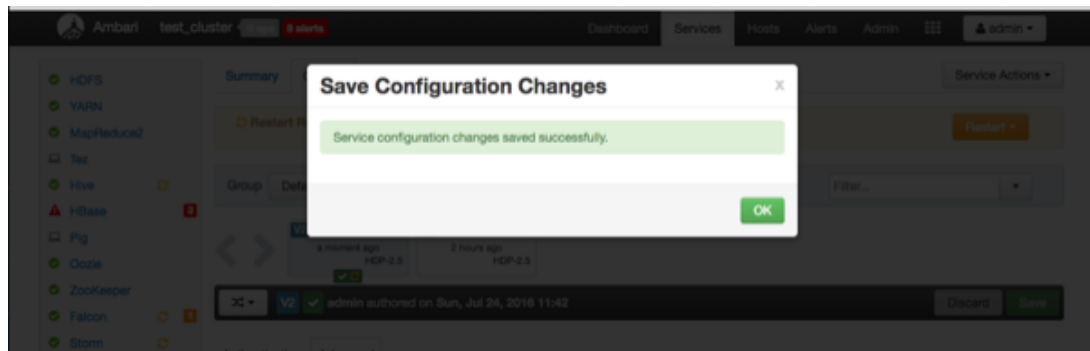 Ambari test_cluster 8 alerts Dashboard Services Hosts Alerts Admin admin
HDFS
YARN
MapReduce2
Tez
Hive
HBase 3
Pig
Oozie
ZooKeeper
Falcon
Storm
Summary
Service Actions
Restart
Save Configuration Changes x
Service configuration changes saved successfully.
OK
Group
Filter...
V2
a moment ago
HDP-2.5
2 hours ago
HDP-2.5
V2 admin authored on Sun, Jul 24, 2016 11:42
Discard Save